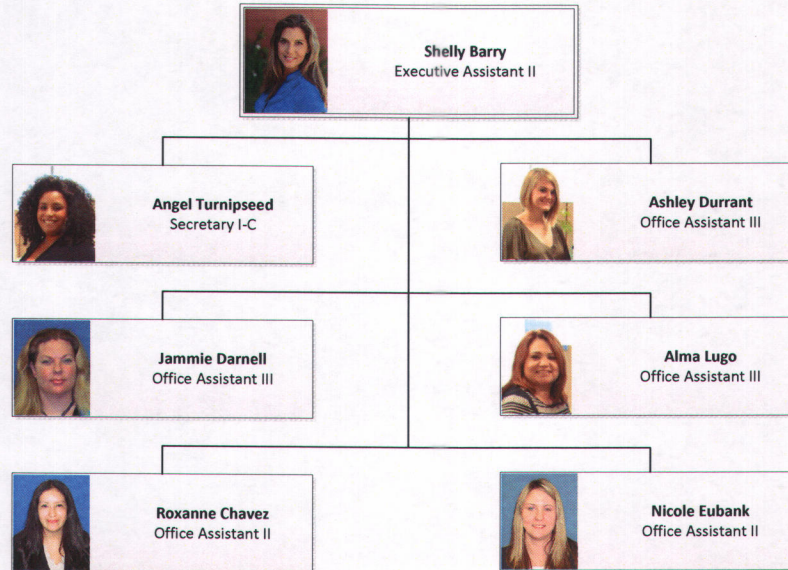 Shelly Barry
Executive Assistant II
Angel Turnipseed
Secretary I-C
Ashley Durrant
Office Assistant III
Jammie Darnell
Office Assistant III
Alma Lugo
Office Assistant III
Roxanne Chavez
Office Assistant II
Nicole Eubank
Office Assistant II